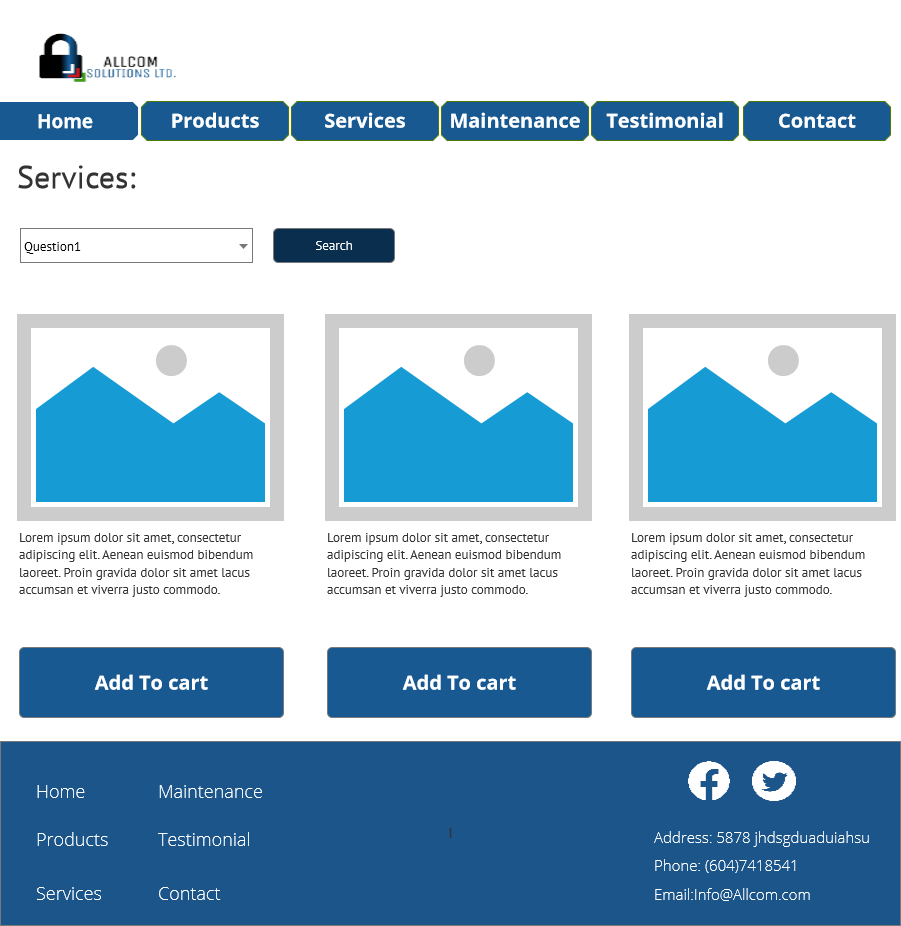 ALLCOM
SOLUTIONS LTD.
Home Products Services Maintenance Testimonial Contact
Services:
Question1 Search
Lorem ipsum dolor sit amet, consectetur
adipiscing elit. Aenean euismod bibendum
laoreet. Proin gravida dolor sit amet lacus
accumsan et viverra justo commodo.
Lorem ipsum dolor sit amet, consectetur
adipiscing elit. Aenean euismod bibendum
laoreet. Proin gravida dolor sit amet lacus
accumsan et viverra justo commodo.
Lorem ipsum dolor sit amet, consectetur
adipiscing elit. Aenean euismod bibendum
laoreet. Proin gravida dolor sit amet lacus
accumsan et viverra justo commodo.
Add To cart Add To cart Add To cart
Home Maintenance
Products Testimonial
Services Contact
Address: 5878 jhdsgduaduiahsu
Phone: (604)7418541
Email:Info@Allcom.com